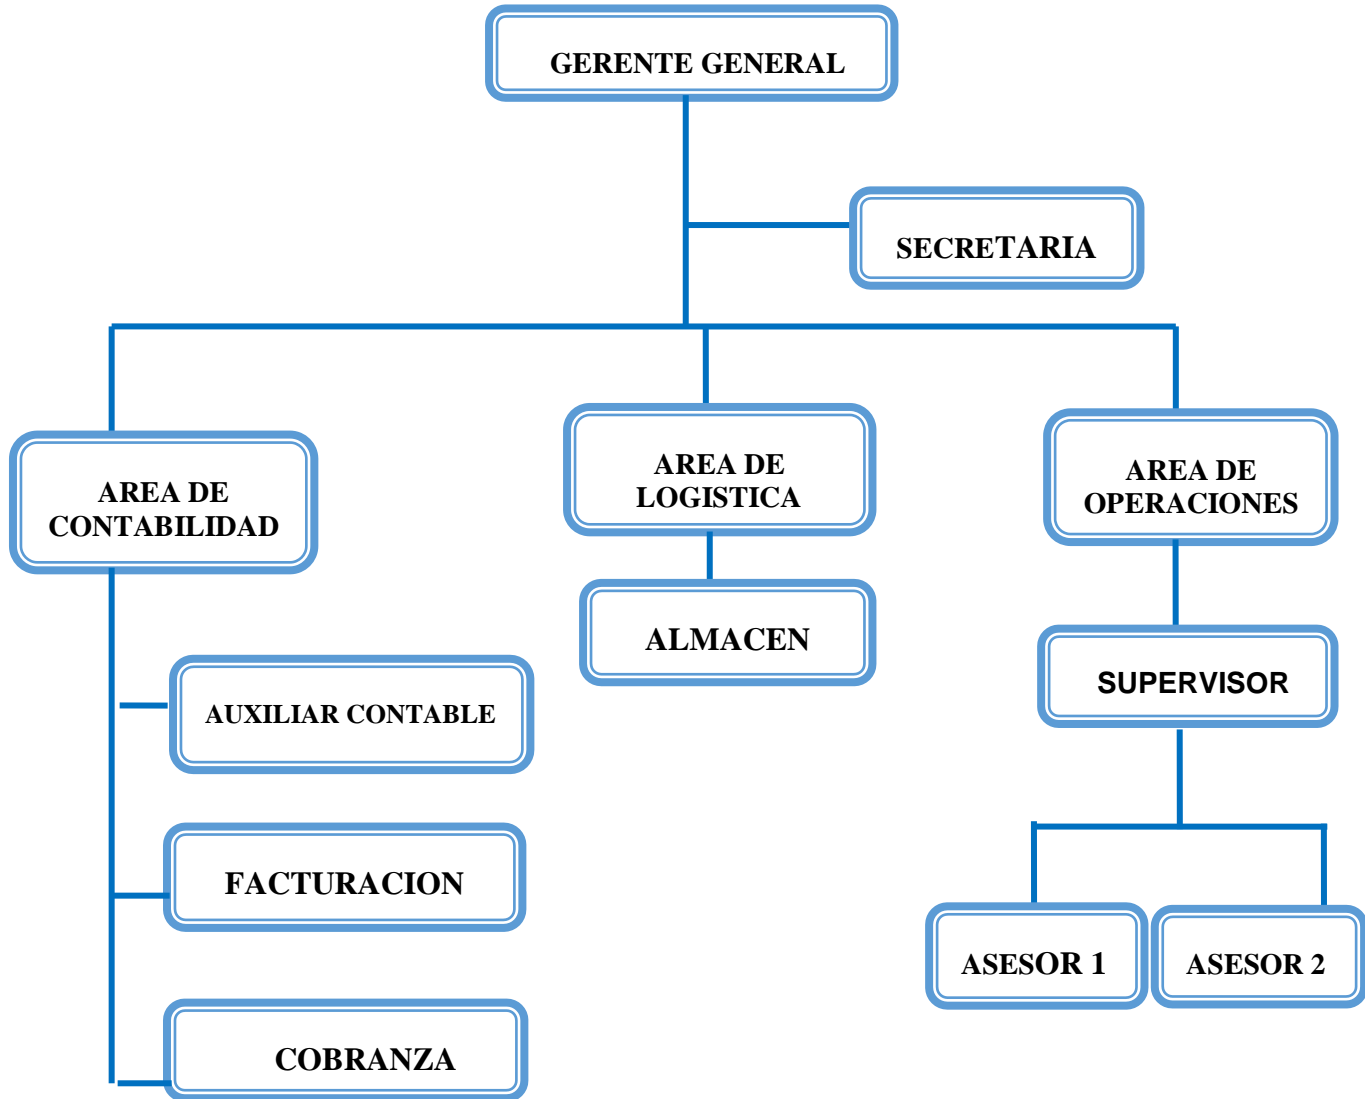 GERENTE GENERAL
SECRETARIA
AREA DE
CONTABILIDAD
AREA DE
LOGISTICA
AREA DE
OPERACIONES
ALMACEN
SUPERVISOR
AUXILIAR CONTABLE
FACTURACION
ASESOR 1
ASESOR 2
COBRANZA